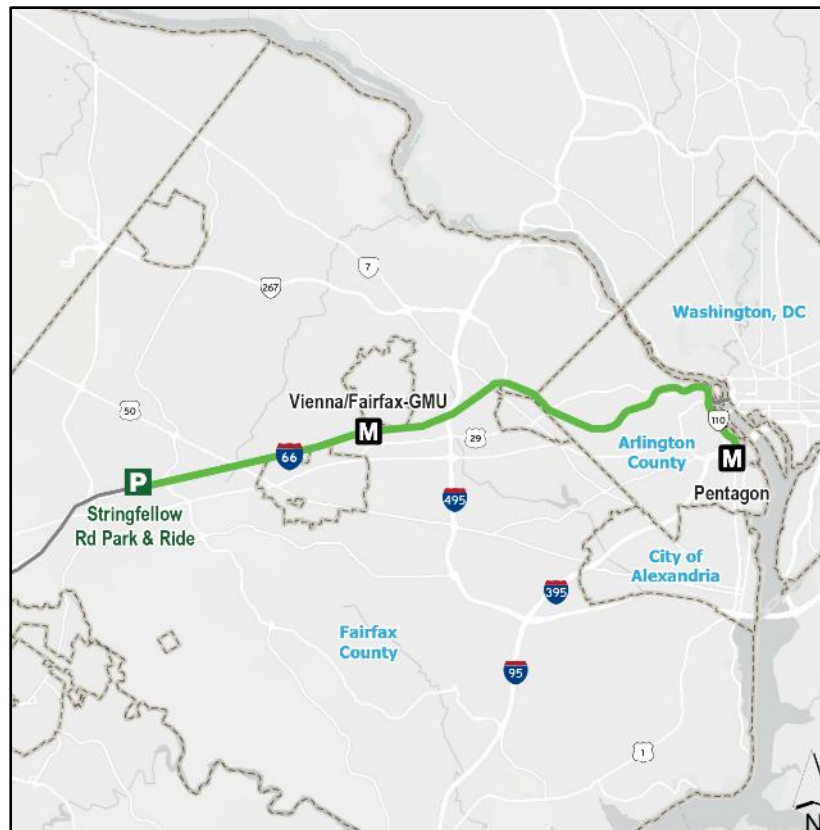 7
267
Washington, DC
50
Vienna/Fairfax-GMU
M
110
29
Arlington
County
66
M
P
Pentagon
Stringfellow
Rd Park & Ride
495
City of
Alexandria
395
Fairfax
County
95
1
N